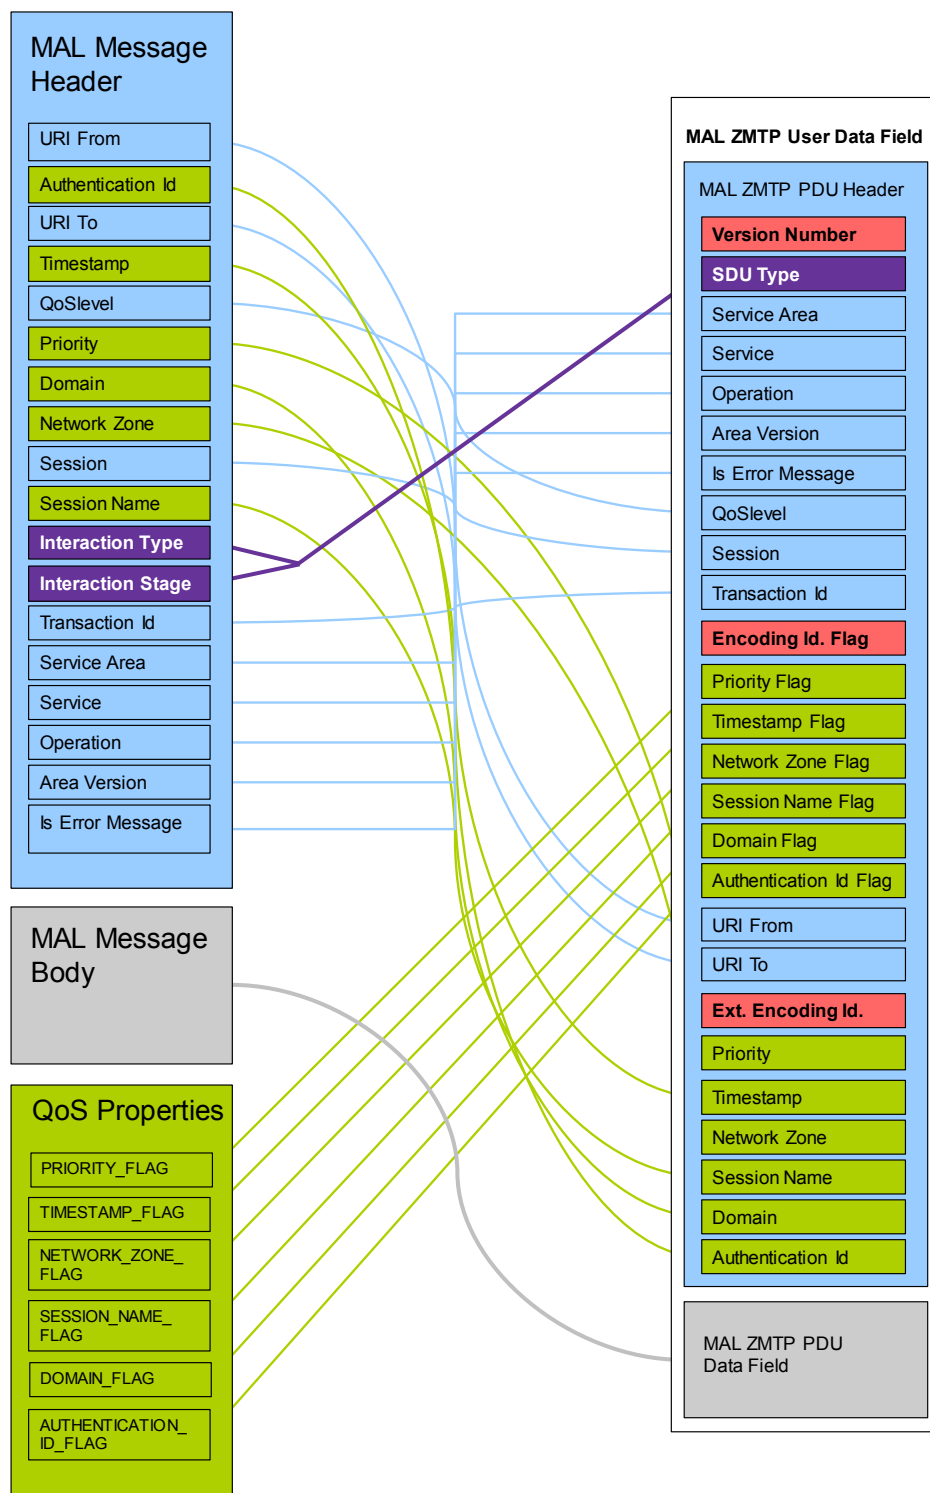 MAL Message
Header
URI From
Authentication Id
URI To
Timestamp
QoSlevel
Priority
Domain
Network Zone
Session
Session Name
Interaction Type
Interaction Stage
Transaction Id
Service Area
Service
Operation
Area Version
Is Error Message
MAL Message
Body
QoS Properties
PRIORITY_FLAG
TIMESTAMP_FLAG
NETWORK_ZONE_
FLAG
SESSION_NAME_
FLAG
DOMAIN_FLAG
AUTHENTICATION_
ID_FLAG
MAL ZMTP User Data Field
MAL ZMTP PDU Header
Version Number
SDU Type
Service Area
Service
Operation
Area Version
Is Error Message
QoSlevel
Session
Transaction Id
Encoding Id. Flag
Priority Flag
Timestamp Flag
Network Zone Flag
Session Name Flag
Domain Flag
Authentication Id Flag
URI From
URI To
Ext. Encoding Id.
Priority
Timestamp
Network Zone
Session Name
Domain
Authentication Id
MAL ZMTP PDU
Data Field